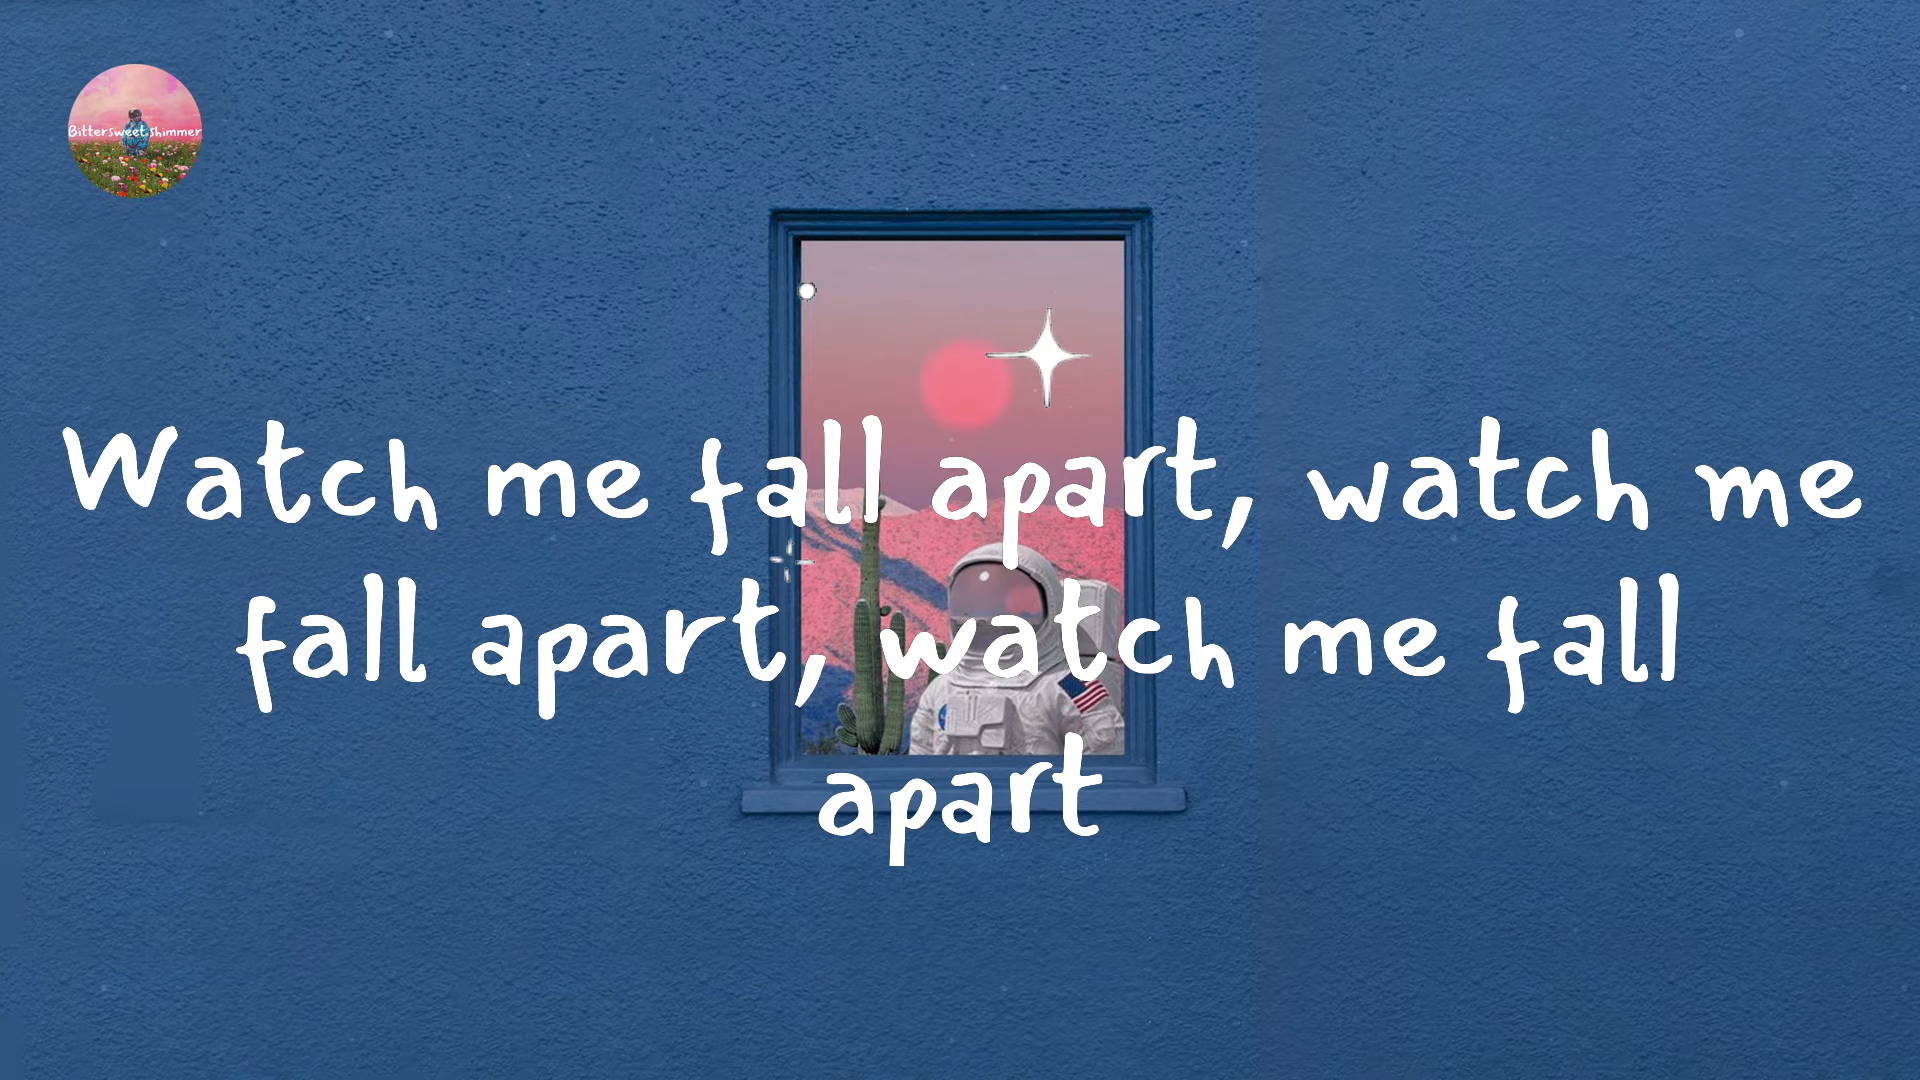 Bittersweet shimmer
Watch me fall apart, watch me
fall apart, watch me fall
apart